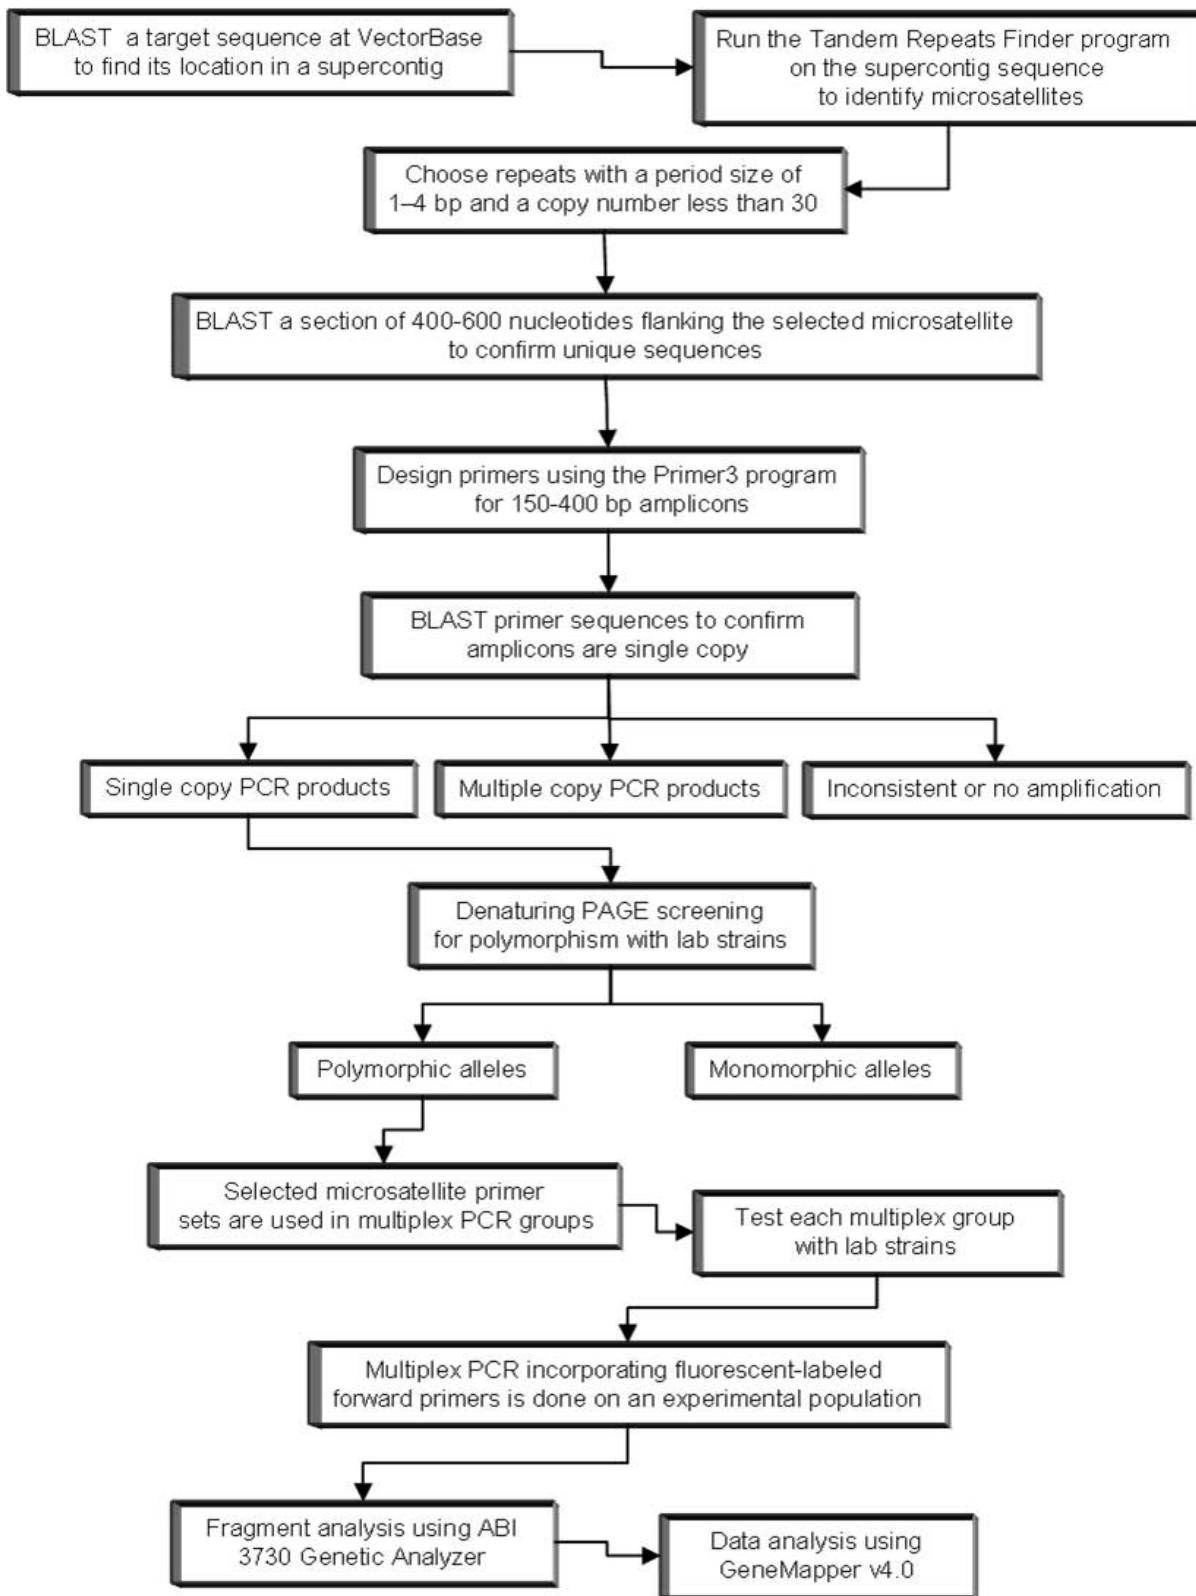 BLAST a target sequence at VectorBase
to find its location in a supercontig
Run the Tandem Repeats Finder program
on the supercontig sequence
to identify microsatellites
Choose repeats with a period size of
1–4 bp and a copy number less than 30
BLAST a section of 400-600 nucleotides flanking the selected microsatellite
to confirm unique sequences
Design primers using the Primer3 program
for 150-400 bp amplicons
BLAST primer sequences to confirm
amplicons are single copy
Single copy PCR products
Multiple copy PCR products
Inconsistent or no amplification
Denaturing PAGE screening
for polymorphism with lab strains
Polymorphic alleles
Monomorphic alleles
Selected microsatellite primer
sets are used in multiplex PCR groups
Test each multiplex group
with lab strains
Multiplex PCR incorporating fluorescent-labeled
forward primers is done on an experimental population
Fragment analysis using ABI
3730 Genetic Analyzer
Data analysis using
GeneMapper v4.0